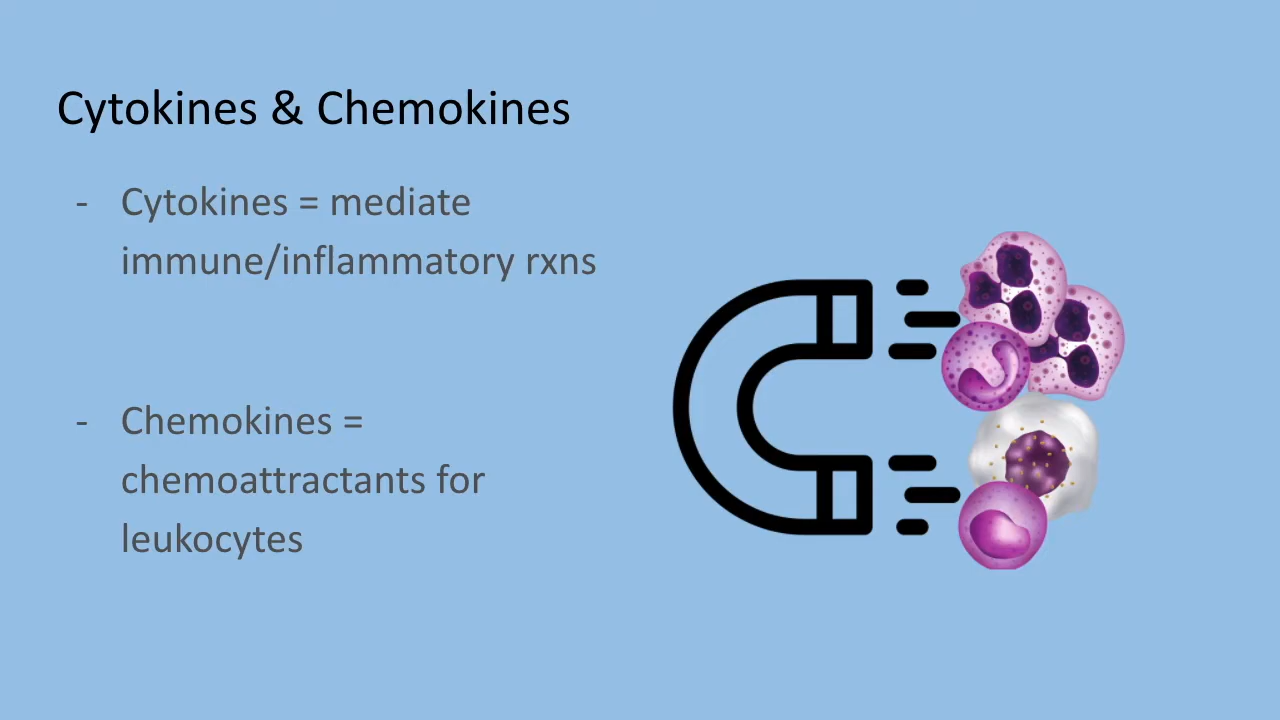 Cytokines & Chemokines
- Cytokines = mediate
immune/inflammatory rxns
- Chemokines =
chemoattractants for
leukocytes